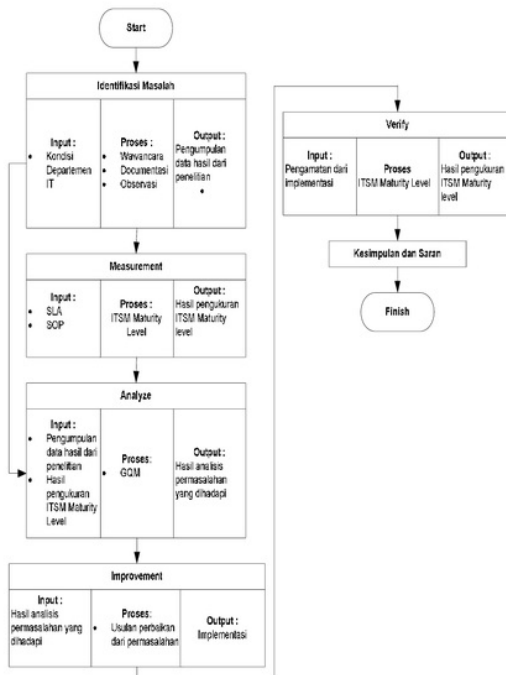 Start
Identifikasi Masalah
Input :
Kondisi
Departemen
IT
Proses :
Wawancara
Documentasi
Observasi
Output :
Pengumpulan
data hasil dari
penelitian
Measurement
Input :
SLA
SOP
Proses :
ITSM Maturity
Level
Output :
Hasil pengukuran
ITSM Maturity
level
Analyze
Input :
Pengumpulan
data hasil dari
penelitian
Hasil
pengukuran
ITSM Maturity
Level
Proses:
GQM
Output :
Hasil analisis
permasalahan
yang dihadapi
Improvement
Input :
Hasil analisis
permasalahan yang
dihadapi
Proses:
Usulan perbaikan
dari permasalahan
Output :
Implementasi
Verify
Input :
Pengamatan dari
implementasi
Proses
ITSM Maturity Level
Output :
Hasil pengukuran
ITSM Maturity
level
Kesimpulan dan Saran
Finish